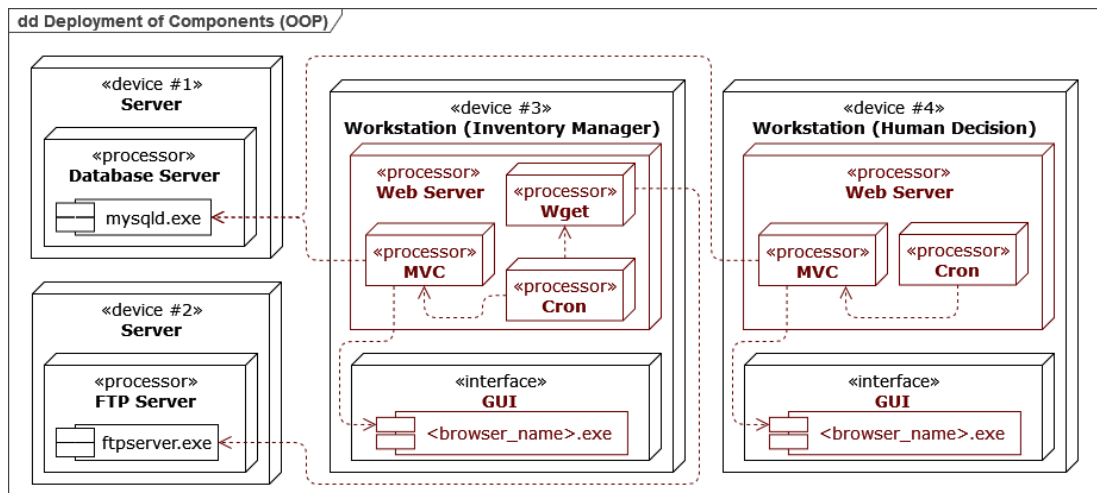 dd Deployment of Components (OOP)
«device #1»
Server
«processor»
Database Server
mysqld.exe
«device #2»
Server
«processor»
FTP Server
ftpserver.exe
«device #3»
Workstation (Inventory Manager)
«processor»
Web Server
«processor»
Wget
«processor»
MVC
«processor»
Cron
«interface»
GUI
<browser_name>.exe
«device #4»
Workstation (Human Decision)
«processor»
Web Server
«processor»
MVC
«processor»
Cron
«interface»
GUI
<browser_name>.exe